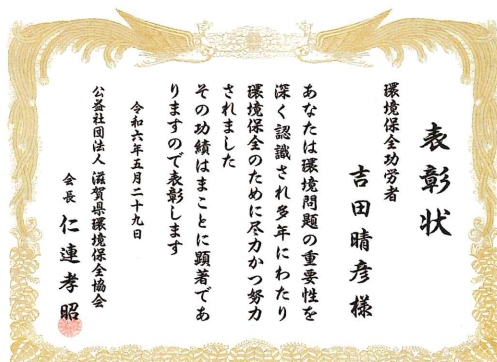 表彰状
環境保全功労者
吉田晴彦様
あなたは環境問題の重要性を
深く認識され多年にわたり
環境保全のために尽力かつ努力
されました
その功績はまことに顕著であ
りますので表彰します
令和六年五月二十九日
公益社団法人 滋賀県環境保全協会
会長 仁連孝昭